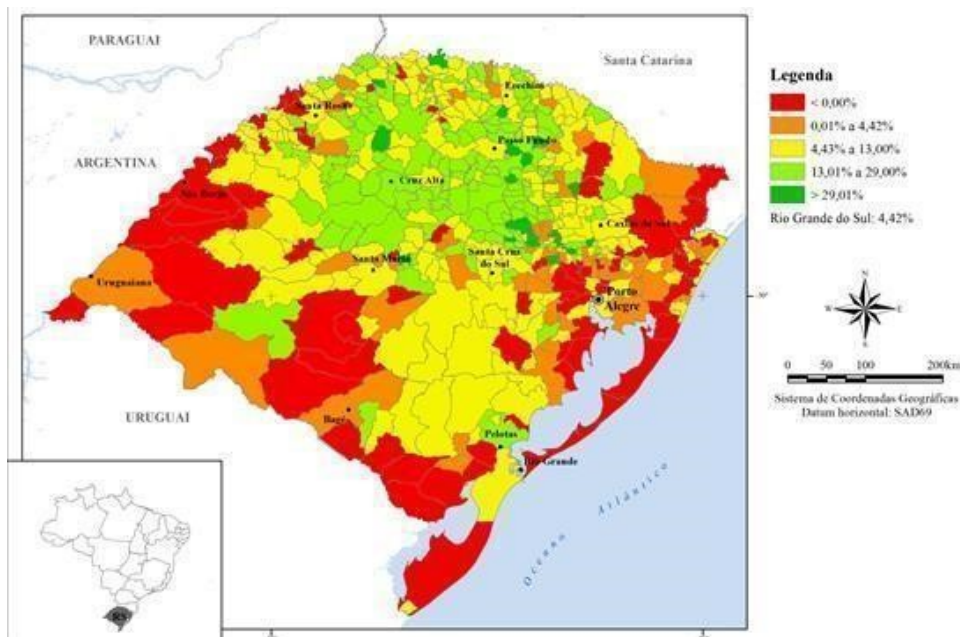 PARAGUAI
Santa Catarina
ARGENTINA
URUGUAI
Santa Rosa
Erechim
Passo Fundo
Cruz Alta
São Borja
Caxias do Sul
Santa Maria
Santa Cruz
do Sul
Uruguaiana
Porto
Alegre
Bagé
Pelotas
Rio Grande
Oceano Atlântico
RS
Legenda
< 0,00%
0,01% a 4,42%
4,43% a 13,00%
13,01% a 29,00%
> 29,01%
Rio Grande do Sul: 4,42%
N
W E
S
0 50 100 200km
Sistema de Coordenadas Geográficas
Datum horizontal: SAD69